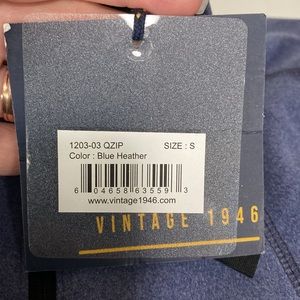 1203-03 QZIP SIZE : S
Color : Blue Heather
6 04658 63559 3
www.vintage1946.com
VINTAGE 1946